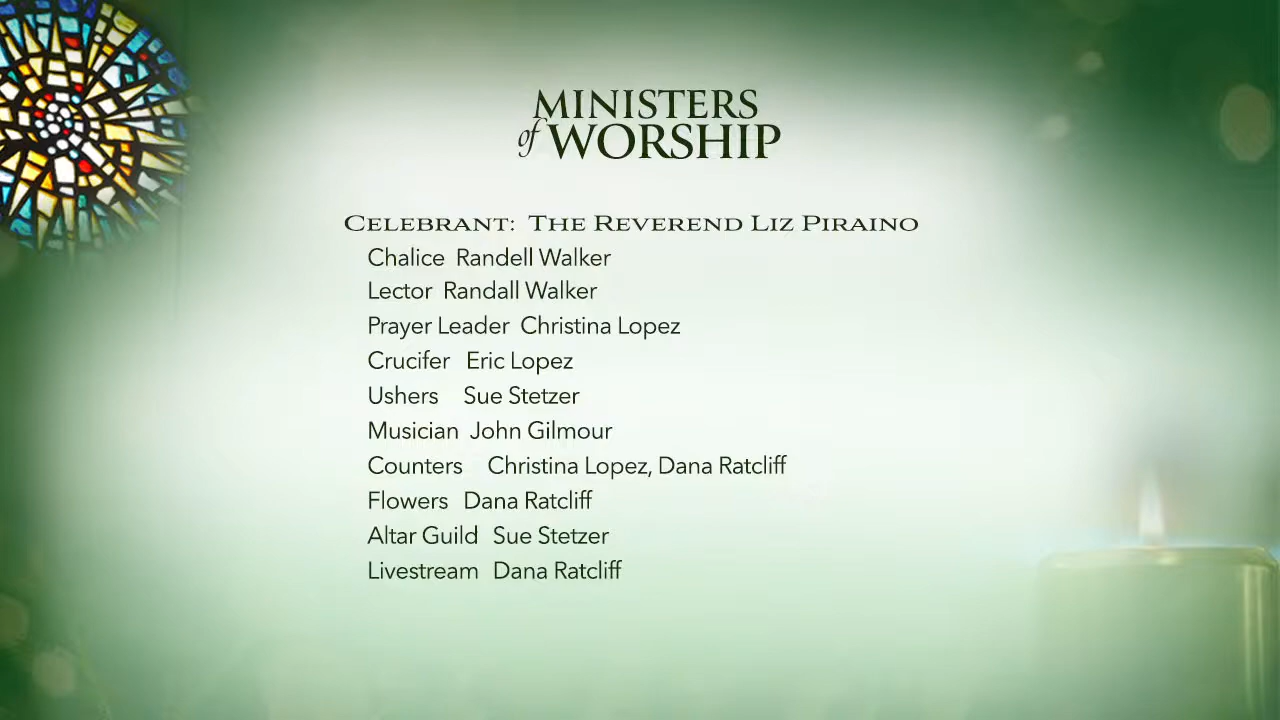 MINISTERS
of WORSHIP
CELEBRANT: THE REVEREND LIZ PIRAINO
Chalice Randell Walker
Lector Randall Walker
Prayer Leader Christina Lopez
Crucifer Eric Lopez
Ushers Sue Stetzer
Musician John Gilmour
Counters Christina Lopez, Dana Ratcliff
Flowers Dana Ratcliff
Altar Guild Sue Stetzer
Livestream Dana Ratcliff